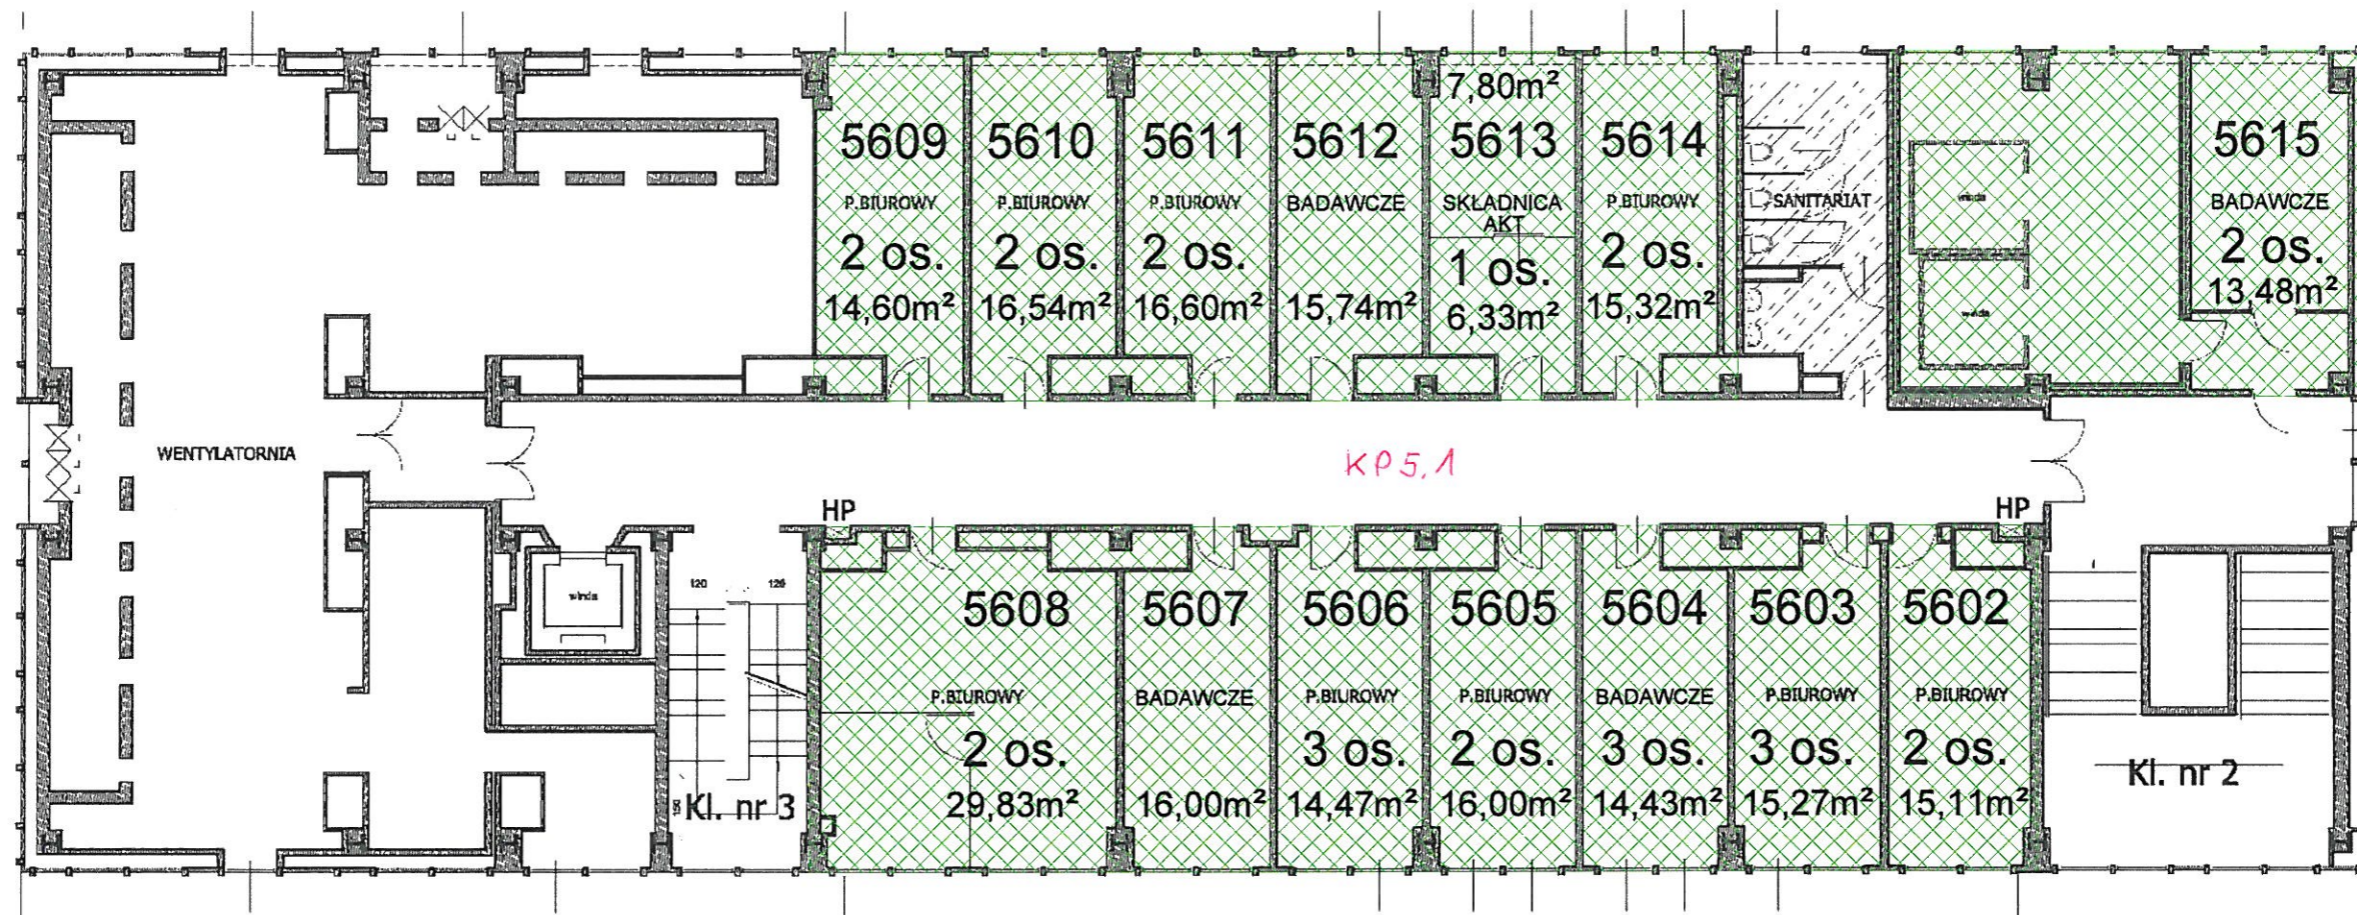 7,80m²
5609
5610
5611
5612
5613
5614
5615
P.BIUROWY
P.BIUROWY
P.BIUROWY
BADAWCZE
SKŁADNICA
AKT
P.BIUROWY
SANITARIAT
winda
BADAWCZE
2 os.
2 os.
2 os.
1 os.
2 os.
2 os.
14,60m²
16,54m²
16,60m²
15,74m²
6,33m²
15,32m²
winda
13,48m²
WENTYLATORNIA
KP5.1
HP
HP
120
120
winda
5608
5607
5606
5605
5604
5603
5602
P.BIUROWY
BADAWCZE
P.BIUROWY
P.BIUROWY
BADAWCZE
P.BIUROWY
P.BIUROWY
2 os.
3 os.
2 os.
3 os.
3 os.
2 os.
29,83m²
16,00m²
14,47m²
16,00m²
14,43m²
15,27m²
15,11m²
150
Kl. nr 3
Kl. nr 2